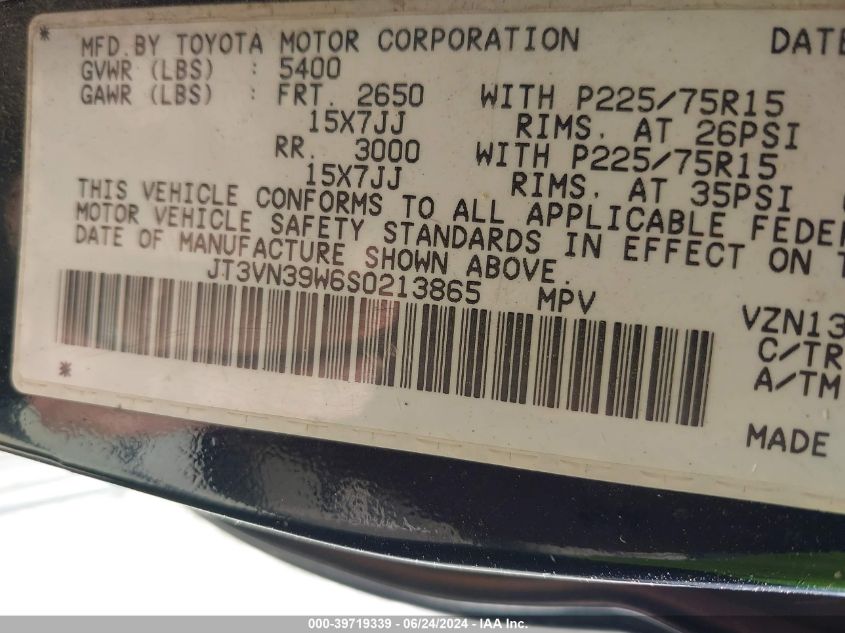 * MFD.BY TOYOTA MOTOR CORPORATION DATE
GVWR (LBS) : 5400
GAWR (LBS) : FRT. 2650 WITH P225/75R15
15X7JJ RIMS. AT 26PSI
RR. 3000 WITH P225/75R15
15X7JJ RIMS. AT 35PSI
THIS VEHICLE CONFORMS TO ALL APPLICABLE FEDE
MOTOR VEHICLE SAFETY STANDARDS IN EFFECT ON T
DATE OF MANUFACTURE SHOWN ABOVE.
JT3VN39W6S0213865 MPV
VZN13
C/TR
* A/TM
MADE
000-39719339 - 06/24/2024 - IAA Inc.